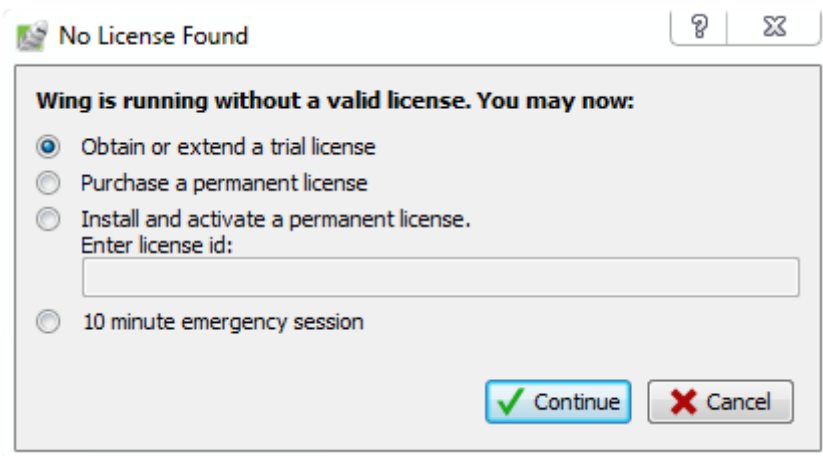 No License Found
Wing is running without a valid license. You may now:
Obtain or extend a trial license
Purchase a permanent license
Install and activate a permanent license.
Enter license id:
10 minute emergency session
Continue
Cancel